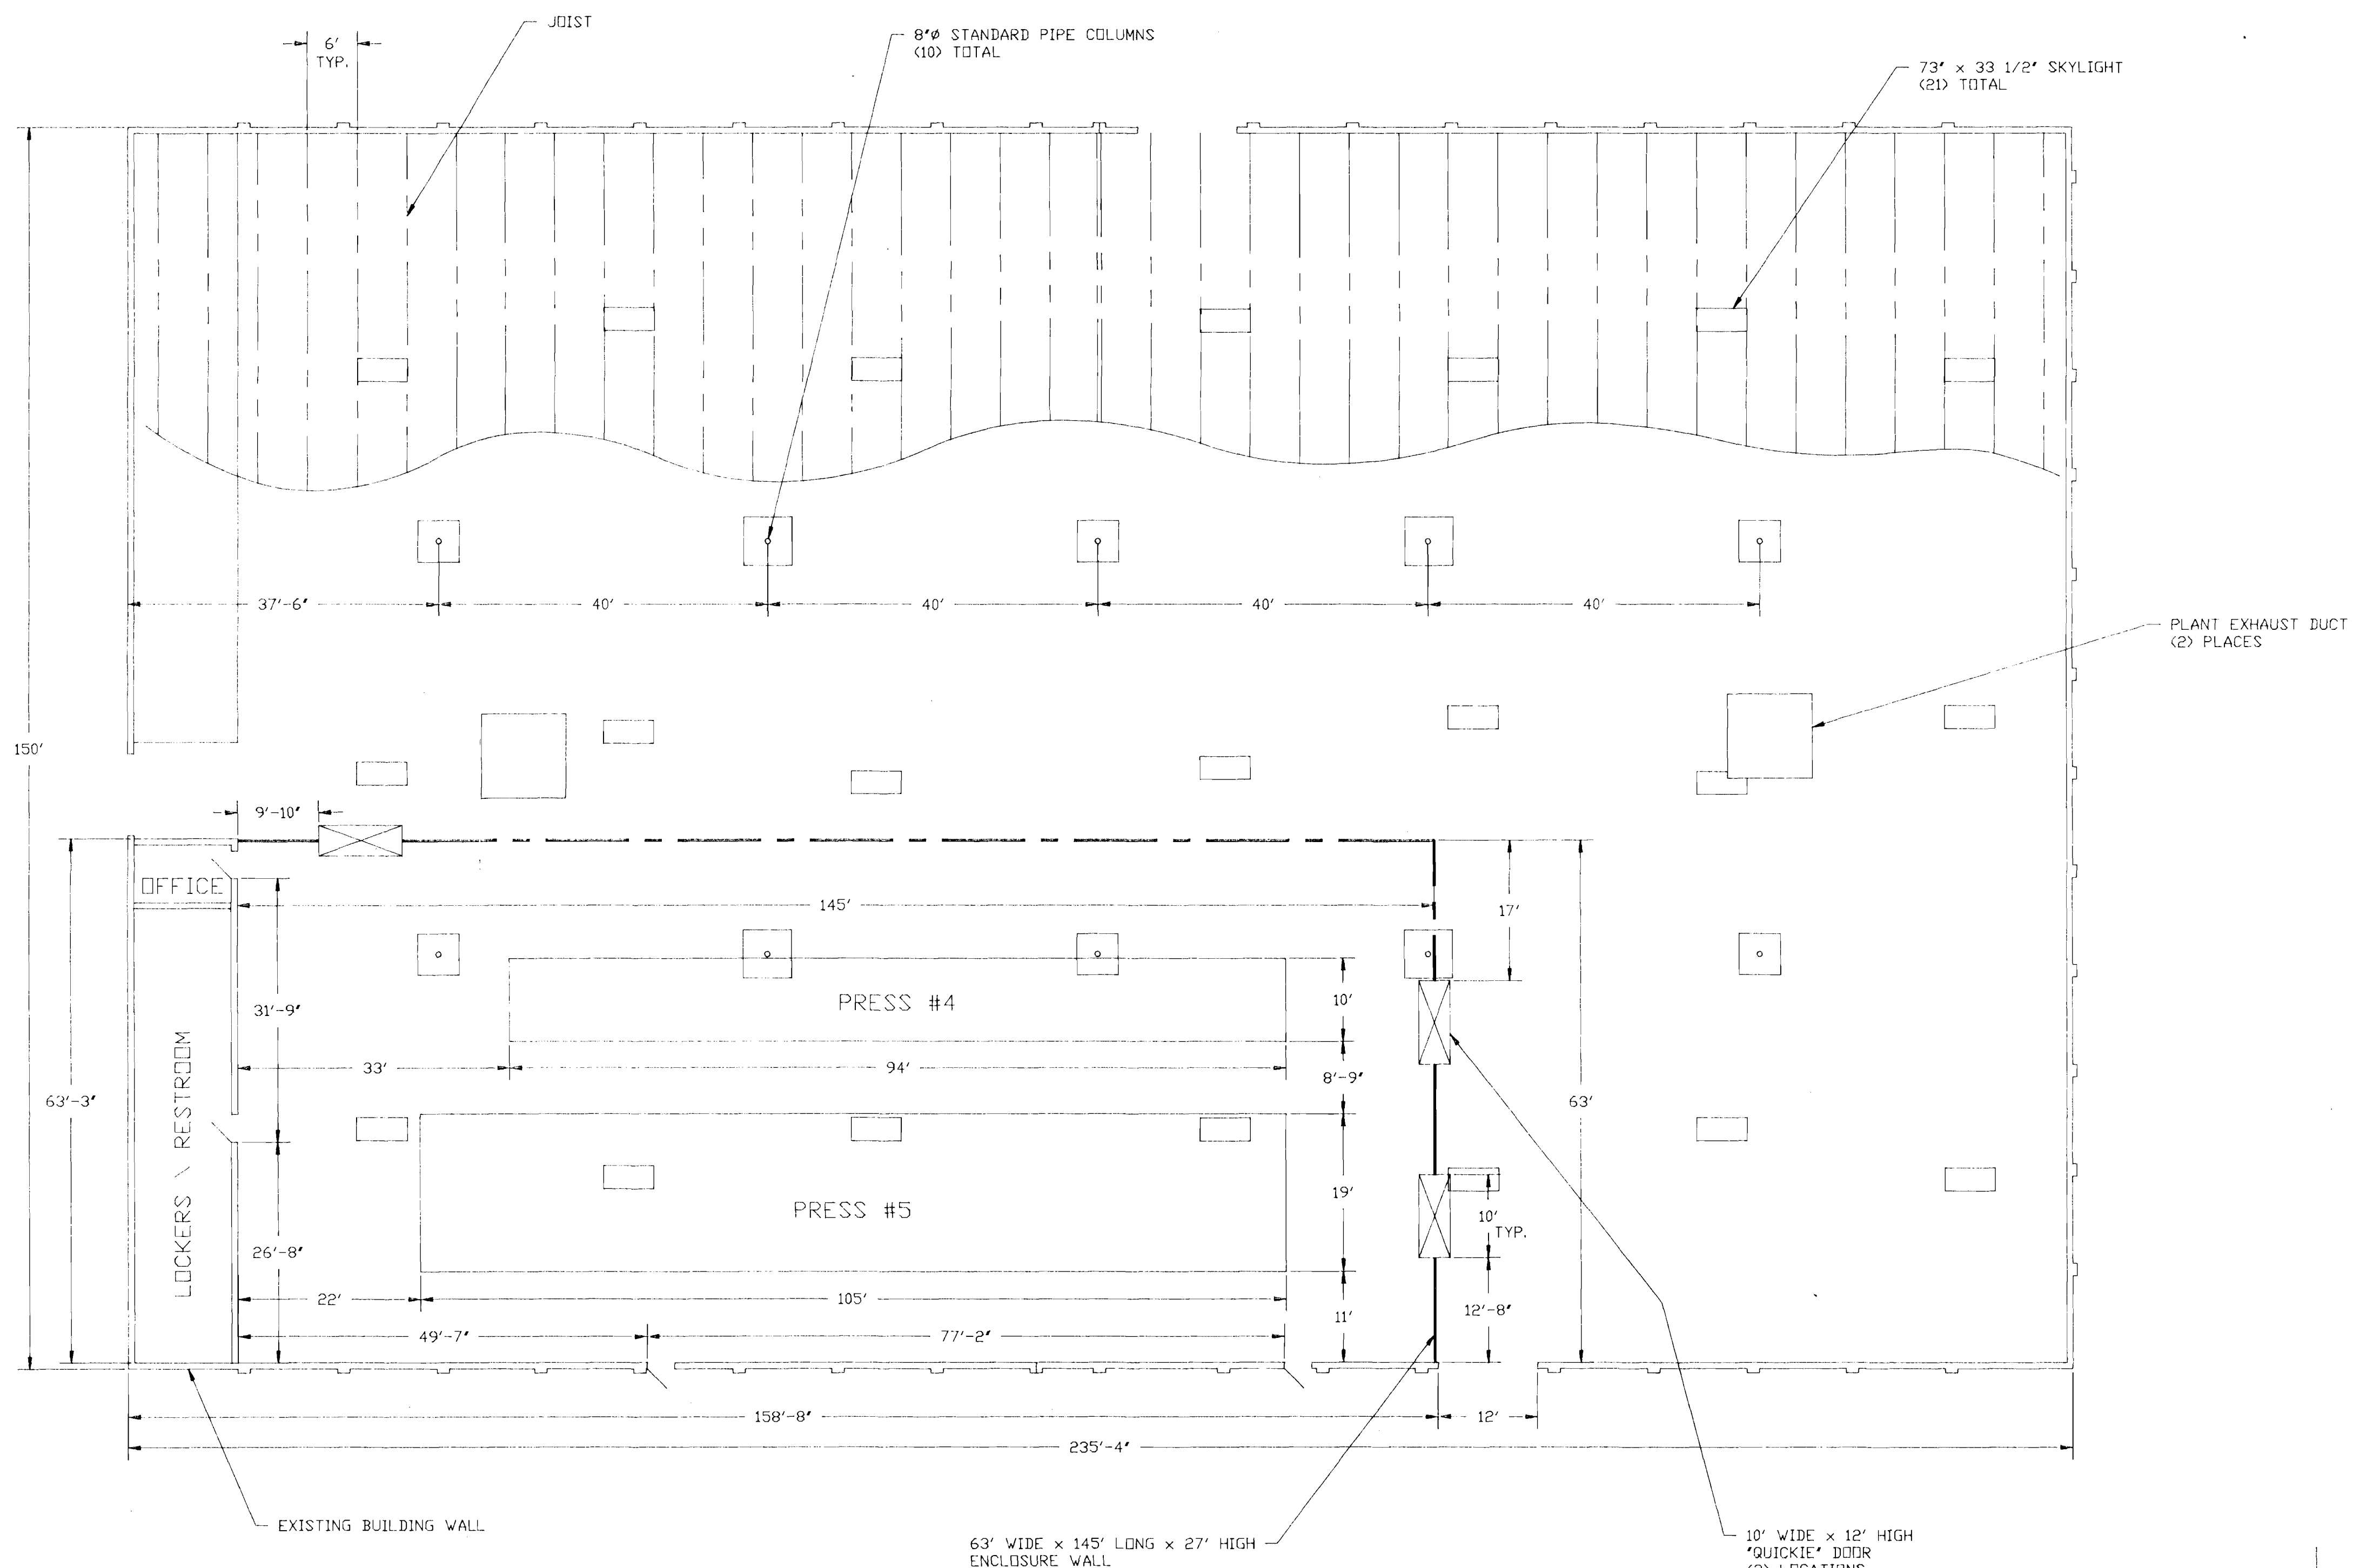 JOIST
6'
TYP.
8"Ø STANDARD PIPE COLUMNS
(10) TOTAL
73" x 33 1/2" SKYLIGHT
(21) TOTAL
37'-6"
40'
40'
40'
40'
PLANT EXHAUST DUCT
(2) PLACES
150'
9'-10"
OFFICE
145'
17'
31'-9"
PRESS #4
10'
33'
94'
8'-9"
63'-3"
LOCKERS \ RESTROOM
63'
PRESS #5
19'
10'
TYP.
26'-8"
22'
105'
11'
12'-8"
49'-7"
77'-2"
158'-8"
12'
235'-4"
EXISTING BUILDING WALL
63' WIDE x 145' LONG x 27' HIGH
ENCLOSURE WALL
10' WIDE x 12' HIGH
"QUICKIE" DOOR
LOCATIONS